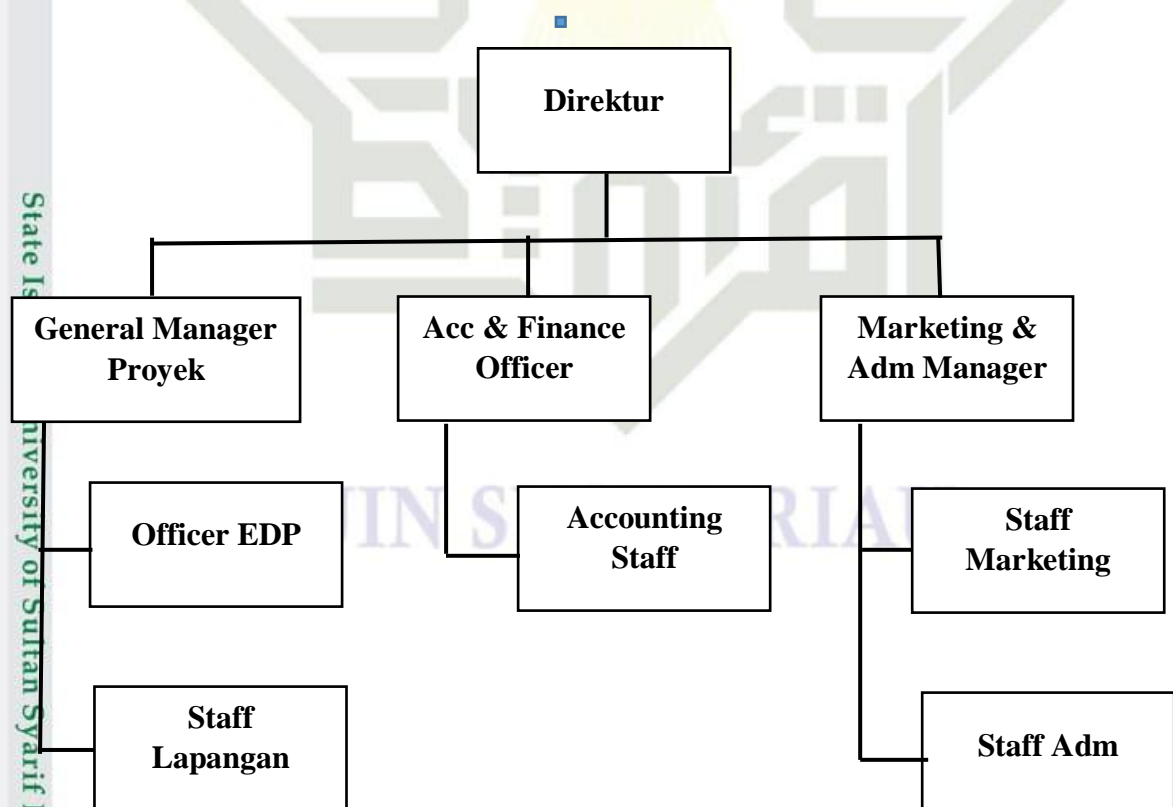 Direktur
General Manager
Proyek
Acc & Finance
Officer
Marketing &
Adm Manager
Officer EDP
Accounting
Staff
Staff
Marketing
Staff
Lapangan
Staff Adm
UIN S RIAU
State Is
niversity of Sultan Syarif